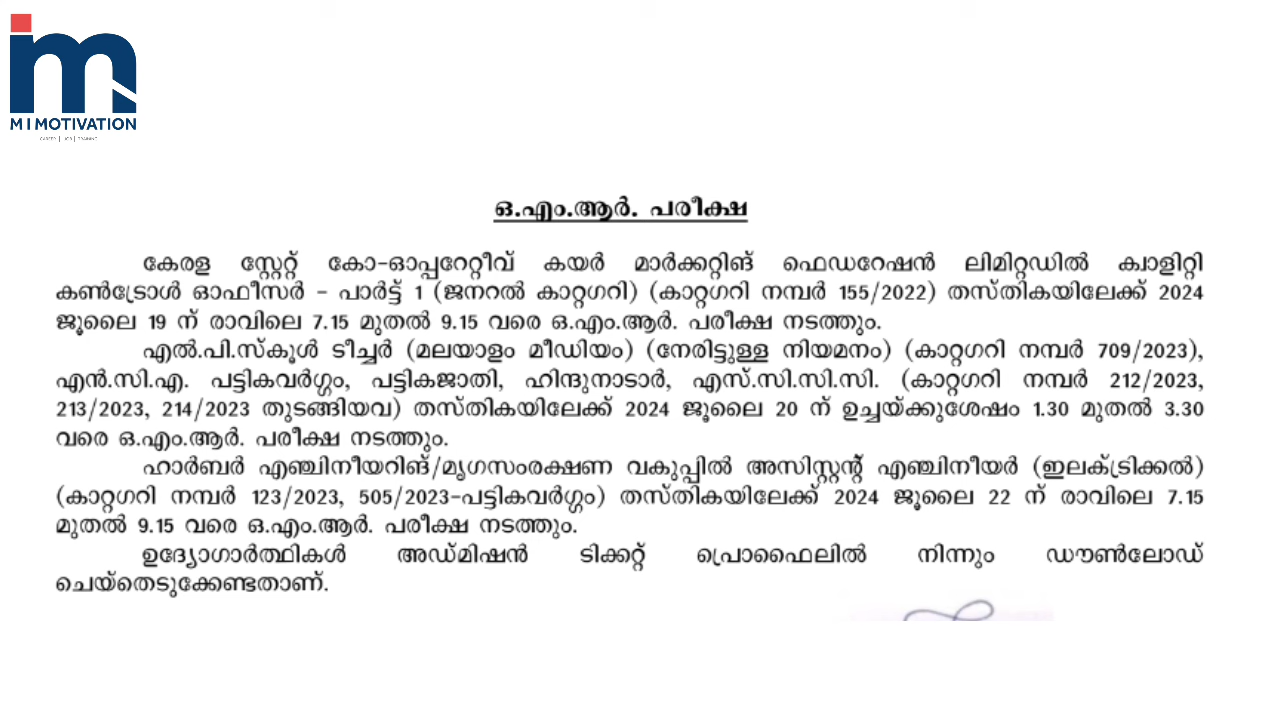 M I MOTIVATION
ഒ.എം.ആർ. പരീക്ഷ
കേരള സ്റ്റേറ്റ് കോ-ഓപ്പറേറ്റീവ് കയർ മാർക്കറ്റിങ് ഫെഡറേഷൻ ലിമിറ്റഡിൽ ക്വാളിറ്റി
കൺട്രോൾ ഓഫീസർ – പാർട്ട് 1 (ജനറൽ കാറ്റഗറി) (കാറ്റഗറി നമ്പർ 155/2022) തസ്തികയിലേക്ക് 2024
ജൂലൈ 19 ന് രാവിലെ 7.15 മുതൽ 9.15 വരെ ഒ.എം.ആർ. പരീക്ഷ നടത്തും.
എൽ.പി.സ്കൂൾ ടീച്ചർ (മലയാളം മീഡിയം) (നേരിട്ടുള്ള നിയമനം) (കാറ്റഗറി നമ്പർ 709/2023),
എൻ.സി.എ. പട്ടികവർഗ്ഗം, പട്ടികജാതി, ഹിന്ദുനാടാർ, എസ്.സി.സി.സി. (കാറ്റഗറി നമ്പർ 212/2023,
213/2023, 214/2023 തുടങ്ങിയവ) തസ്തികയിലേക്ക് 2024 ജൂലൈ 20 ന് ഉച്ചയ്ക്കുശേഷം 1.30 മുതൽ 3.30
വരെ ഒ.എം.ആർ. പരീക്ഷ നടത്തും.
ഹാർബർ എഞ്ചിനീയറിങ്/മൃഗസംരക്ഷണ വകുപ്പിൽ അസിസ്റ്റന്റ് എഞ്ചിനീയർ (ഇലക്ട്രിക്കൽ)
(കാറ്റഗറി നമ്പർ 123/2023, 505/2023-പട്ടികവർഗ്ഗം) തസ്തികയിലേക്ക് 2024 ജൂലൈ 22 ന് രാവിലെ 7.15
മുതൽ 9.15 വരെ ഒ.എം.ആർ. പരീക്ഷ നടത്തും.
ഉദ്യോഗാർത്ഥികൾ അഡ്മിഷൻ ടിക്കറ്റ് പ്രൊഫൈലിൽ നിന്നും ഡൗൺലോഡ്
ചെയ്തെടുക്കേണ്ടതാണ്.